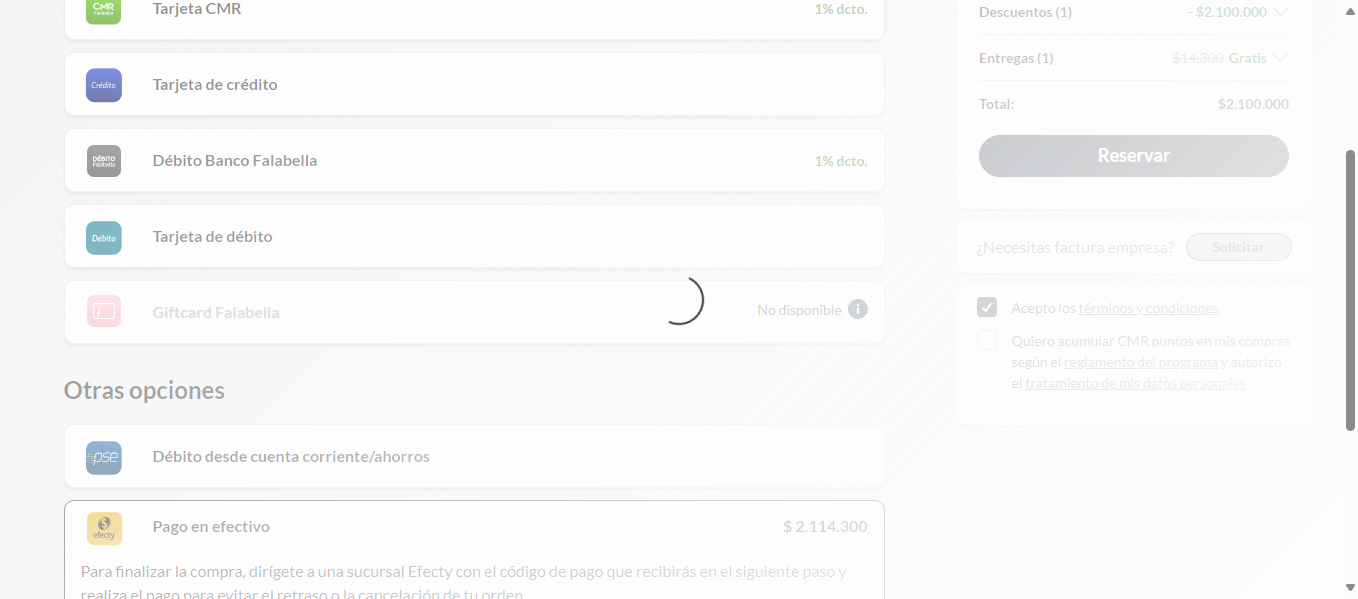 CMR
Falabella
Tarjeta CMR
1% dcto.
Crédito
Tarjeta de crédito
DÉBITO
Falabella
Débito Banco Falabella
1% dcto.
Débito
Tarjeta de débito
Giftcard Falabella
No disponible
Otras opciones
pse
Débito desde cuenta corriente/ahorros
efecty
Pago en efectivo
$ 2.114.300
Para finalizar la compra, dirígete a una sucursal Efecty con el código de pago que recibirás en el siguiente paso y
realiza el pago para evitar el retraso o la cancelación de tu orden.
Descuentos (1)
- $2.100.000
Entregas (1)
$14.300 Gratis
Total:
$2.100.000
Reservar
¿Necesitas factura empresa?
Solicitar
Acepto los términos y condiciones.
Quiero acumular CMR puntos en mis compras
según el reglamento del programa y autorizo
el tratamiento de mis datos personales